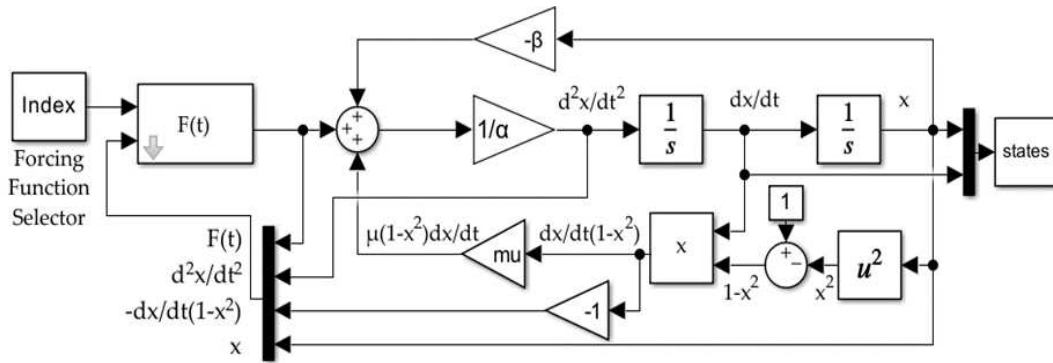 -β
Index
F(t)
Forcing
Function
Selector
+
+
+
1/α
d²x/dt²
1
s
dx/dt
1
s
x
states
F(t)
d²x/dt²
-dx/dt(1-x²)
x
μ(1-x²)dx/dt
mu
dx/dt(1-x²)
-1
x
1
+
−
1-x²
x²
u²